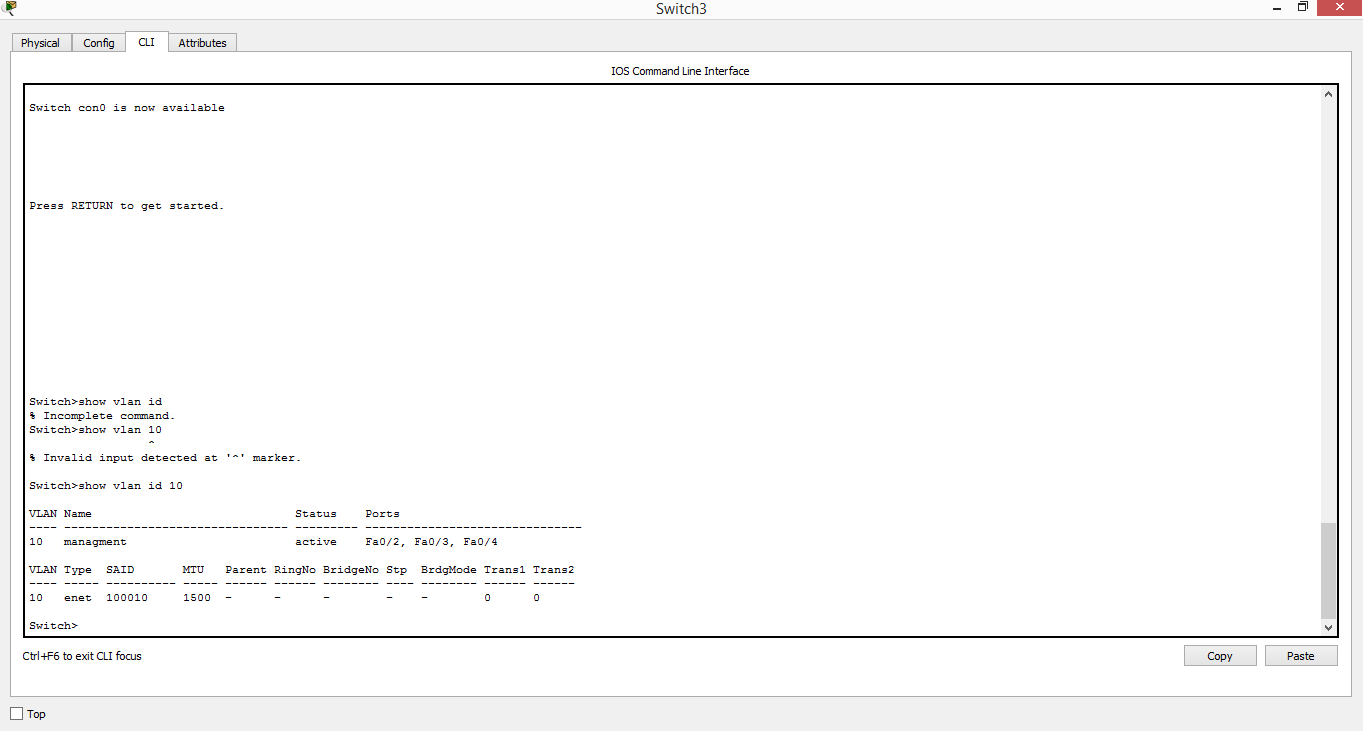 Switch3
Physical Config CLI Attributes
IOS Command Line Interface
Switch con0 is now available
Press RETURN to get started.
Switch>show vlan id
% Incomplete command.
Switch>show vlan 10
^
% Invalid input detected at '^' marker.
Switch>show vlan id 10
VLAN Name                             Status    Ports
---- -------------------------------- --------- -------------------------------
10   managment                        active    Fa0/2, Fa0/3, Fa0/4
VLAN Type  SAID       MTU   Parent RingNo BridgeNo Stp  BrdgMode Trans1 Trans2
---- ----- ---------- ----- ------ ------ -------- ---- -------- ------ ------
10   enet  100010     1500  -      -      -        -    -        0      0
Switch>
Ctrl+F6 to exit CLI focus
Copy Paste
Top